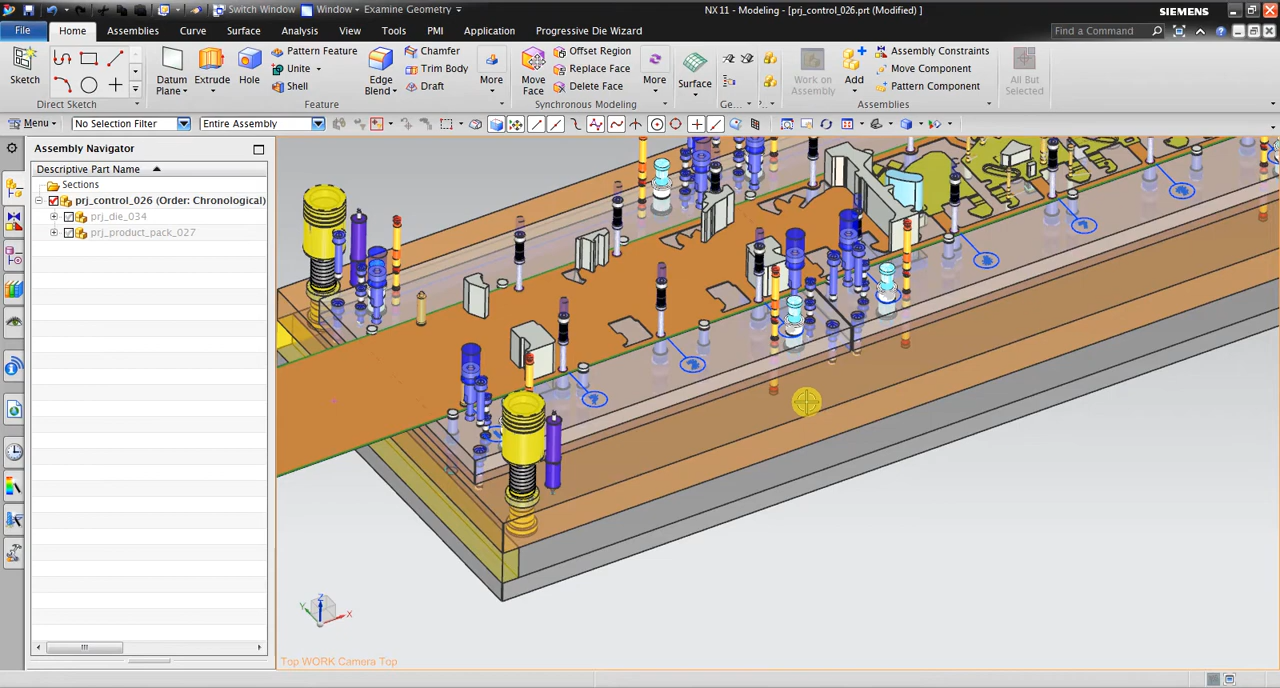 Switch Window Window Examine Geometry NX 11 - Modeling - [prj_control_026.prt (Modified) ] SIEMENS
File Home Assemblies Curve Surface Analysis View Tools PMI Application Progressive Die Wizard Find a Command
Sketch Datum Plane Extrude Hole Pattern Feature Unite Shell Edge Blend Chamfer Trim Body Draft More Move Face Offset Region Replace Face Delete Face More Surface Work on Assembly Add Assembly Constraints Move Component Pattern Component All But Selected
Direct Sketch Feature Synchronous Modeling Ge... P... Assemblies
Menu No Selection Filter Entire Assembly
Assembly Navigator
Descriptive Part Name
Sections
prj_control_026 (Order: Chronological)
prj_die_034
prj_product_pack_027
Z
Y
X
Top WORK Camera Top